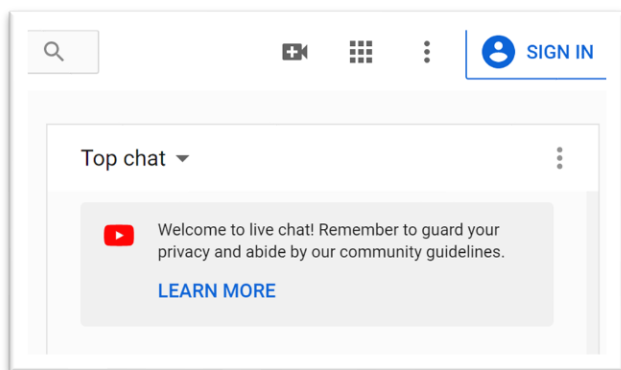 SIGN IN
Top chat
Welcome to live chat! Remember to guard your
privacy and abide by our community guidelines.
LEARN MORE